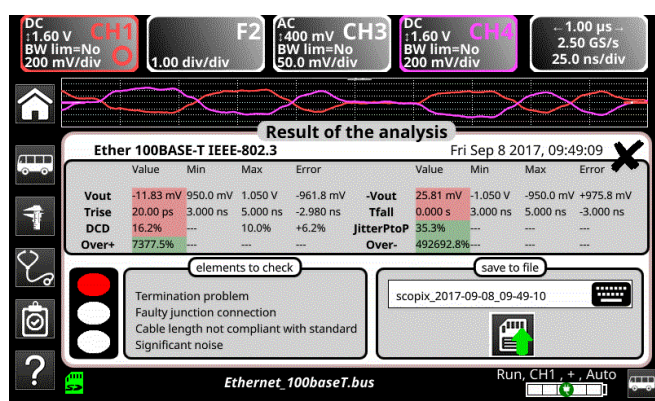 DC
↕1.60 V CH1
BW lim=No
200 mV/div
F2
1.00 div/div
AC
↕400 mV CH3
BW lim=No
50.0 mV/div
DC
↕1.60 V CH4
BW lim=No
200 mV/div
←1.00 µs→
2.50 GS/s
25.0 ns/div
Result of the analysis
Ether 100BASE-T IEEE-802.3 Fri Sep 8 2017, 09:49:09
Value Min Max Error Value Min Max Error
Vout -11.83 mV 950.0 mV 1.050 V -961.8 mV -Vout 25.81 mV -1.050 V -950.0 mV +975.8 mV
Trise 20.00 ps 3.000 ns 5.000 ns -2.980 ns Tfall 0.000 s 3.000 ns 5.000 ns -3.000 ns
DCD 16.2% --- 10.0% +6.2% JitterPtoP 35.3% --- --- ---
Over+ 7377.5% --- --- --- Over- 492692.8% --- --- ---
elements to check
Termination problem
Faulty junction connection
Cable length not compliant with standard
Significant noise
save to file
scopix_2017-09-08_09-49-10
?
SD
Ethernet_100baseT.bus
Run, CH1 , + , Auto